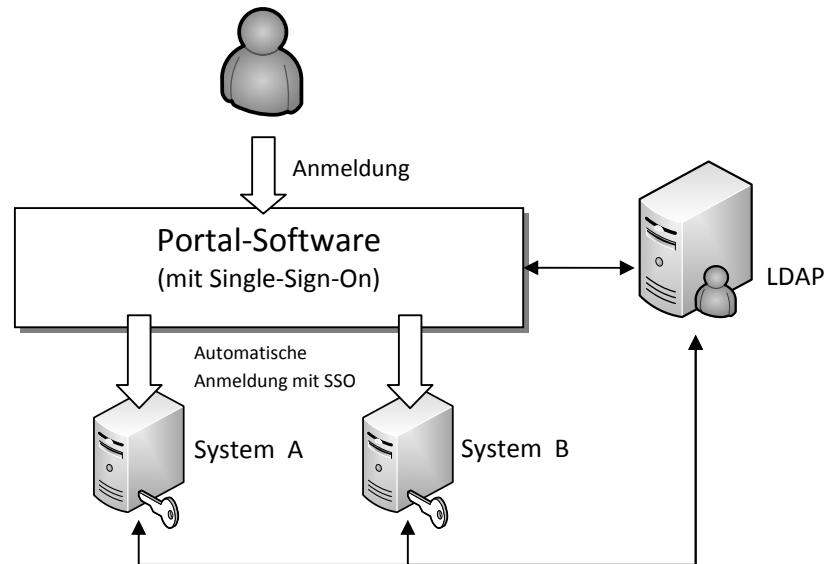 Anmeldung
Portal-Software
(mit Single-Sign-On)
LDAP
Automatische
Anmeldung mit SSO
System A
System B